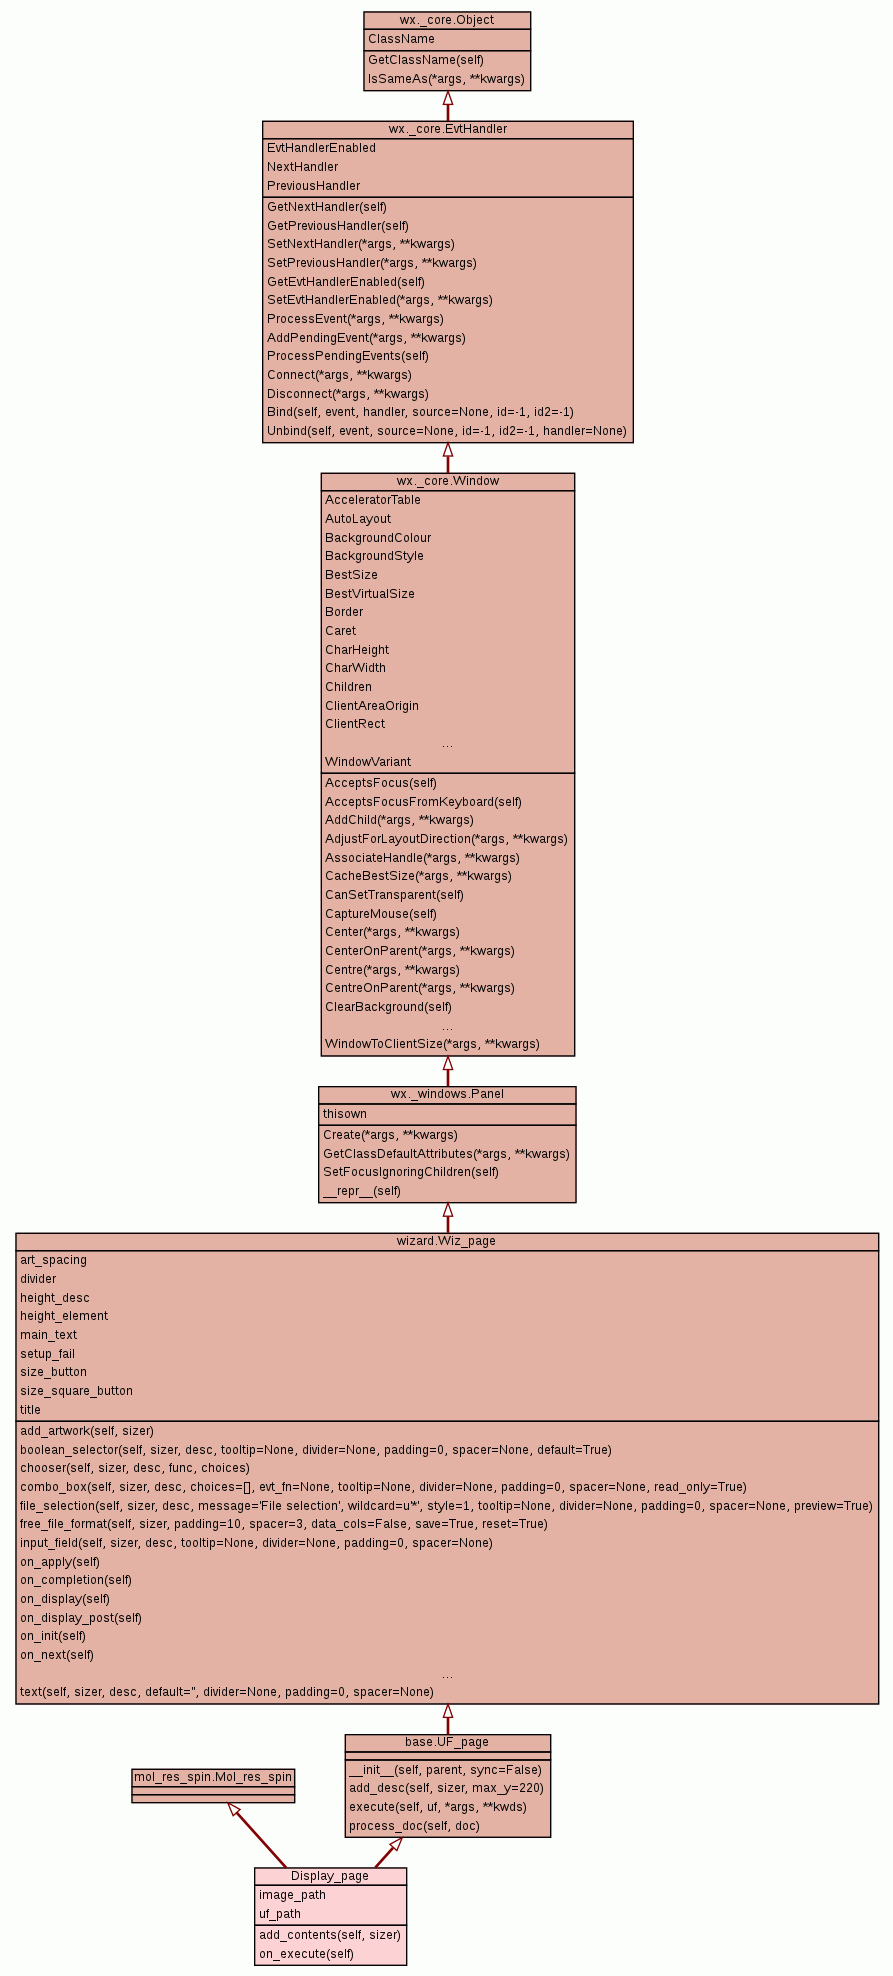 wx._core.Object
ClassName
GetClassName(self)
IsSameAs(*args, **kwargs)
wx._core.EvtHandler
EvtHandlerEnabled
NextHandler
PreviousHandler
GetNextHandler(self)
GetPreviousHandler(self)
SetNextHandler(*args, **kwargs)
SetPreviousHandler(*args, **kwargs)
GetEvtHandlerEnabled(self)
SetEvtHandlerEnabled(*args, **kwargs)
ProcessEvent(*args, **kwargs)
AddPendingEvent(*args, **kwargs)
ProcessPendingEvents(self)
Connect(*args, **kwargs)
Disconnect(*args, **kwargs)
Bind(self, event, handler, source=None, id=-1, id2=-1)
Unbind(self, event, source=None, id=-1, id2=-1, handler=None)
wx._core.Window
AcceleratorTable
AutoLayout
BackgroundColour
BackgroundStyle
BestSize
BestVirtualSize
Border
Caret
CharHeight
CharWidth
Children
ClientAreaOrigin
ClientRect
...
WindowVariant
AcceptsFocus(self)
AcceptsFocusFromKeyboard(self)
AddChild(*args, **kwargs)
AdjustForLayoutDirection(*args, **kwargs)
AssociateHandle(*args, **kwargs)
CacheBestSize(*args, **kwargs)
CanSetTransparent(self)
CaptureMouse(self)
Center(*args, **kwargs)
CenterOnParent(*args, **kwargs)
Centre(*args, **kwargs)
CentreOnParent(*args, **kwargs)
ClearBackground(self)
...
WindowToClientSize(*args, **kwargs)
wx._windows.Panel
thisown
Create(*args, **kwargs)
GetClassDefaultAttributes(*args, **kwargs)
SetFocusIgnoringChildren(self)
__repr__(self)
wizard.Wiz_page
art_spacing
divider
height_desc
height_element
main_text
setup_fail
size_button
size_square_button
title
add_artwork(self, sizer)
boolean_selector(self, sizer, desc, tooltip=None, divider=None, padding=0, spacer=None, default=True)
chooser(self, sizer, desc, func, choices)
combo_box(self, sizer, desc, choices=[], evt_fn=None, tooltip=None, divider=None, padding=0, spacer=None, read_only=True)
file_selection(self, sizer, desc, message='File selection', wildcard=u'*', style=1, tooltip=None, divider=None, padding=0, spacer=None, preview=True)
free_file_format(self, sizer, padding=10, spacer=3, data_cols=False, save=True, reset=True)
input_field(self, sizer, desc, tooltip=None, divider=None, padding=0, spacer=None)
on_apply(self)
on_completion(self)
on_display(self)
on_display_post(self)
on_init(self)
on_next(self)
...
text(self, sizer, desc, default='', divider=None, padding=0, spacer=None)
base.UF_page
__init__(self, parent, sync=False)
add_desc(self, sizer, max_y=220)
execute(self, uf, *args, **kwds)
process_doc(self, doc)
mol_res_spin.Mol_res_spin
Display_page
image_path
uf_path
add_contents(self, sizer)
on_execute(self)